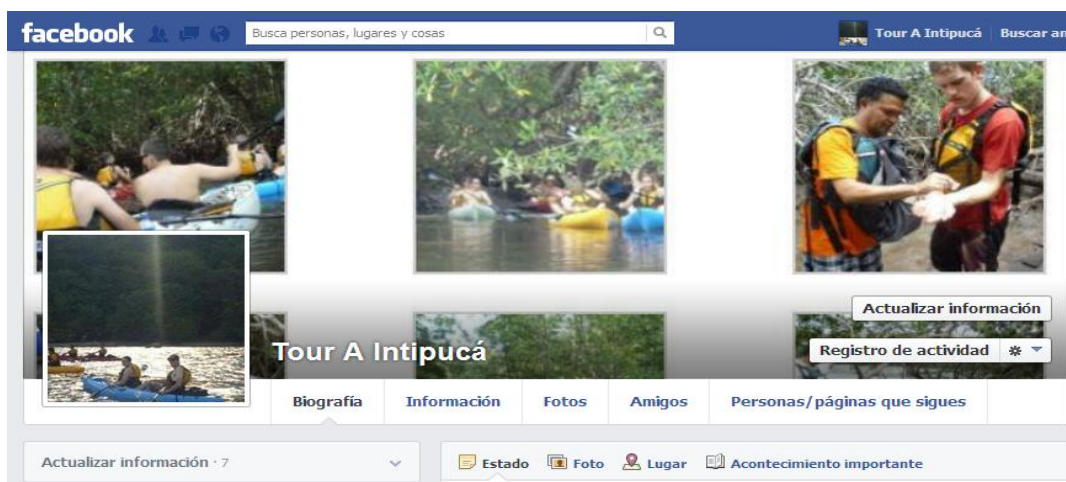 facebook Busca personas, lugares y cosas Tour A Intipucá Buscar am
Actualizar información
Tour A Intipucá Registro de actividad
Biografía Información Fotos Amigos Personas/páginas que sigues
Actualizar información · 7 Estado Foto Lugar Acontecimiento importante